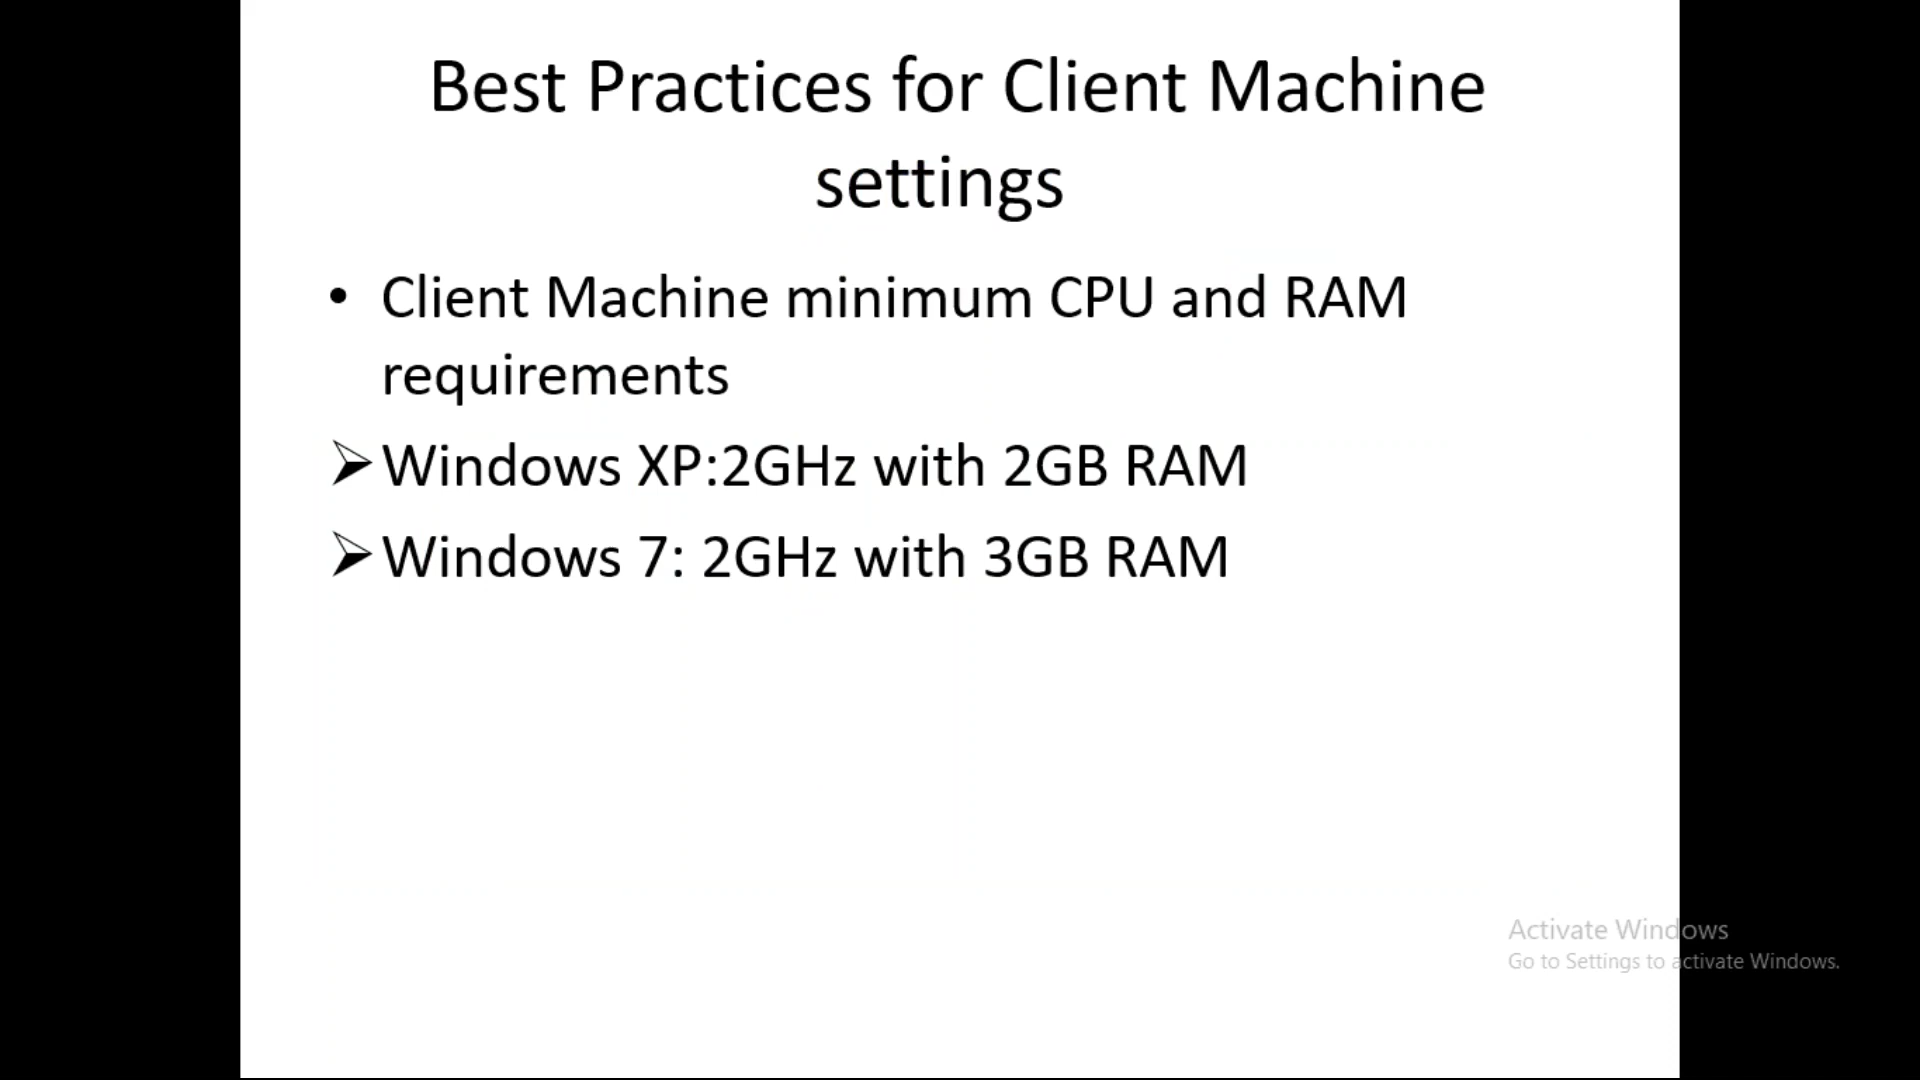 Best Practices for Client Machine
settings
• Client Machine minimum CPU and RAM
requirements
➢Windows XP:2GHz with 2GB RAM
➢Windows 7: 2GHz with 3GB RAM
Activate Windows
Go to Settings to activate Windows.